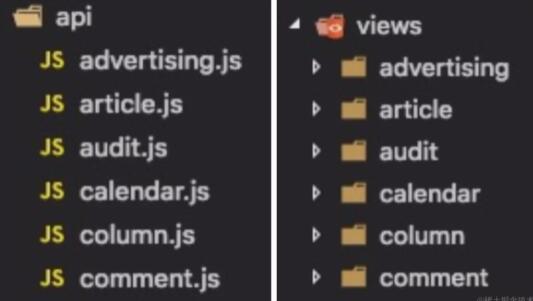 api
JS advertising.js
JS article.js
JS audit.js
JS calendar.js
JS column.js
JS comment.js
views
advertising
article
audit
calendar
column
comment